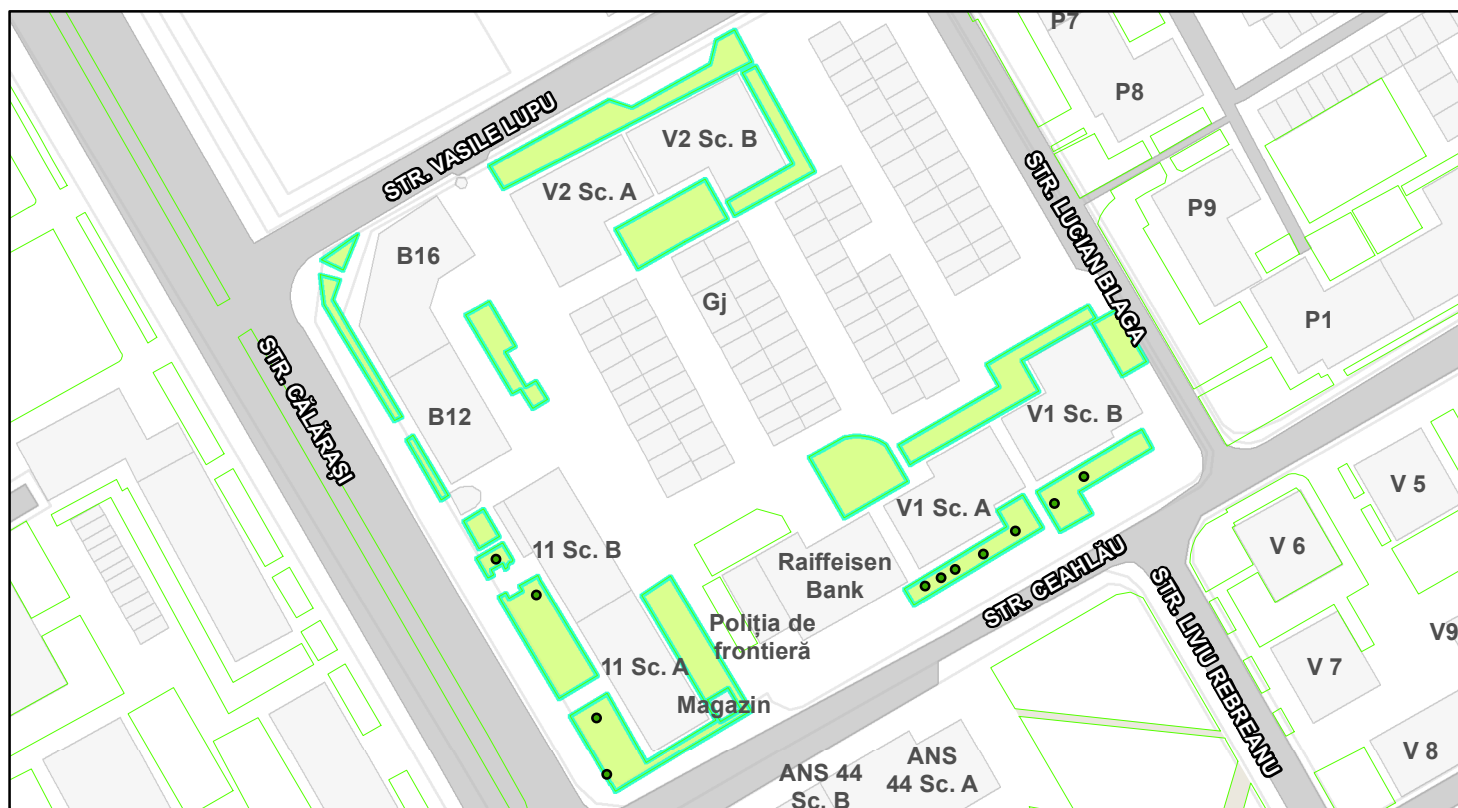 P7
P8
STR. VASILE LUPU
V2 Sc. B
V2 Sc. A
STR. LUCIAN BLAGA
P9
B16
Gj
P1
STR. CĂLĂRAȘI
B12
V1 Sc. B
V 5
V1 Sc. A
11 Sc. B
V 6
Raiffeisen
Bank
STR. CEAHLĂU
STR. LIVIU REBREANU
Poliția de
frontieră
V9
11 Sc. A
V 7
Magazin
V 8
ANS
44 Sc. A
ANS 44
Sc. B